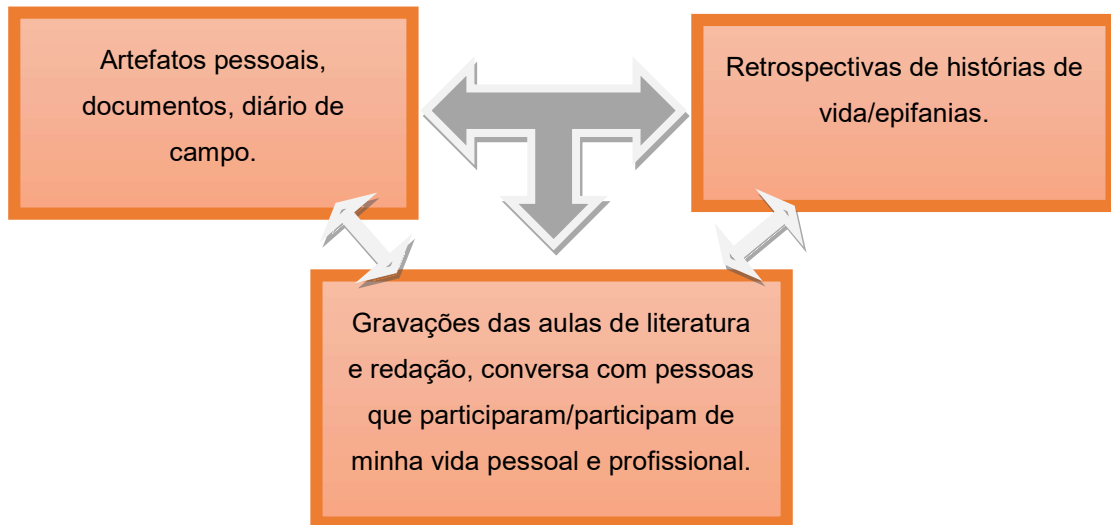 Artefatos pessoais,
documentos, diário de
campo.
Retrospectivas de histórias de
vida/epifanias.
Gravações das aulas de literatura
e redação, conversa com pessoas
que participaram/participam de
minha vida pessoal e profissional.